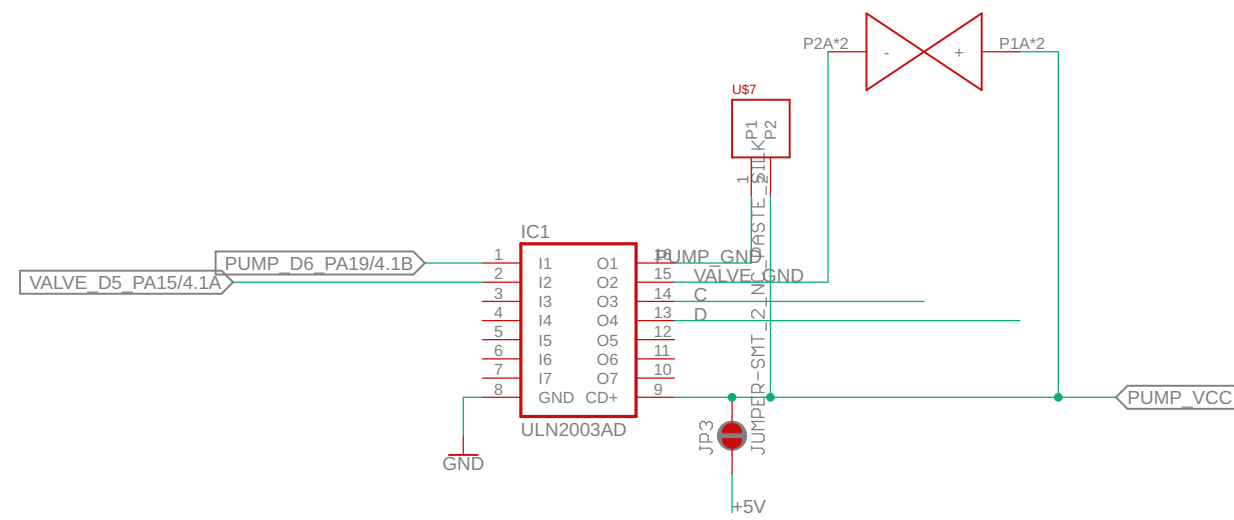 P2A*2
-
+
P1A*2
U$7
P1
P2
1
2
JUMPER-SMT_2_NC_PASTE_SILK
IC1
PUMP_D6_PA19/4.1B
1
I1
O1
16
PUMP_GND
VALVE_D5_PA15/4.1A
2
I2
O2
15
VALVE_GND
3
I3
O3
14
C
4
I4
O4
13
D
5
I5
O5
12
6
I6
O6
11
7
I7
O7
10
8
GND
CD+
9
PUMP_VCC
ULN2003AD
JP3
GND
+5V